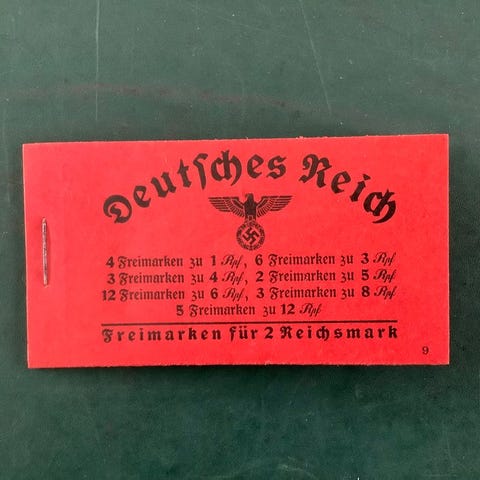 Deutſches Reich
4 Freimarken zu 1 Rpf, 6 Freimarken zu 3 Rpf
3 Freimarken zu 4 Rpf, 2 Freimarken zu 5 Rpf
12 Freimarken zu 6 Rpf, 3 Freimarken zu 8 Rpf
5 Freimarken zu 12 Rpf
Freimarken für 2 Reichsmark
9